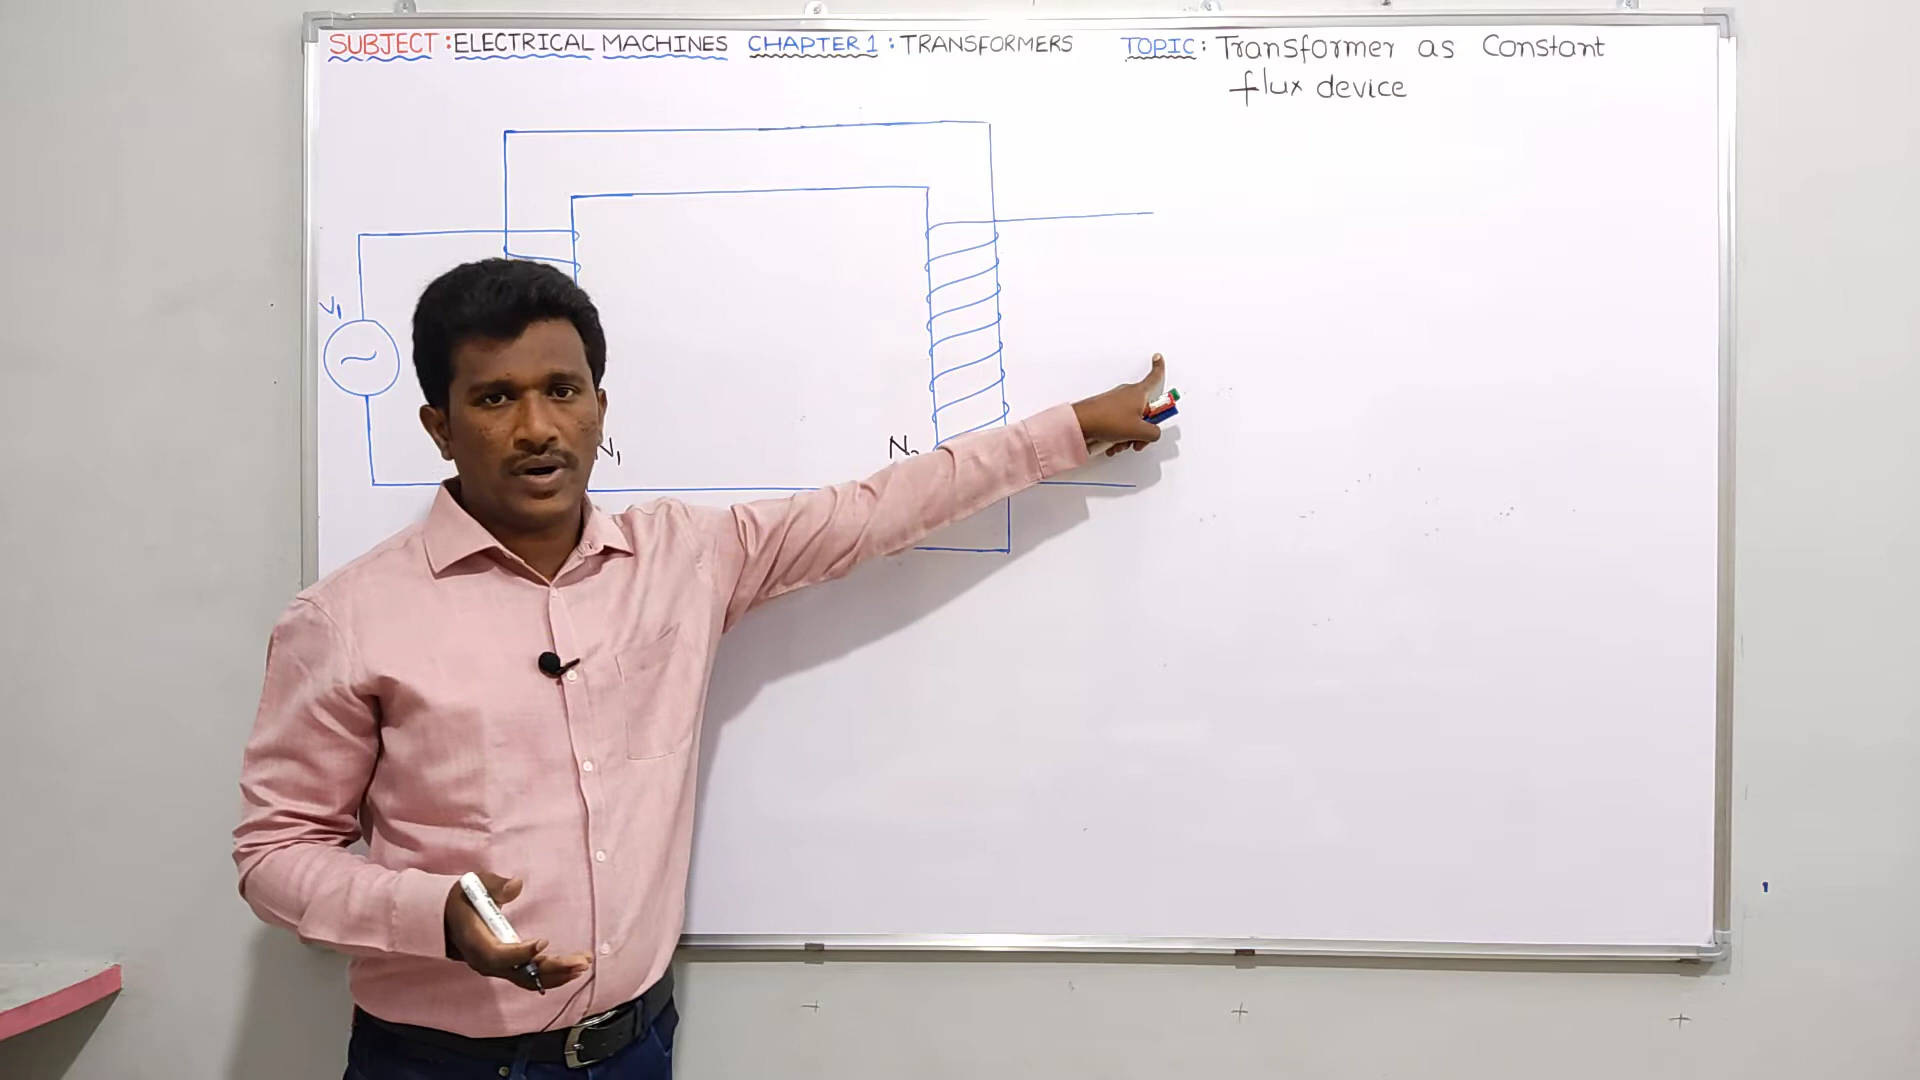 SUBJECT : ELECTRICAL MACHINES CHAPTER 1 : TRANSFORMERS TOPIC : Transformer as Constant
flux device
V1
N1
N2